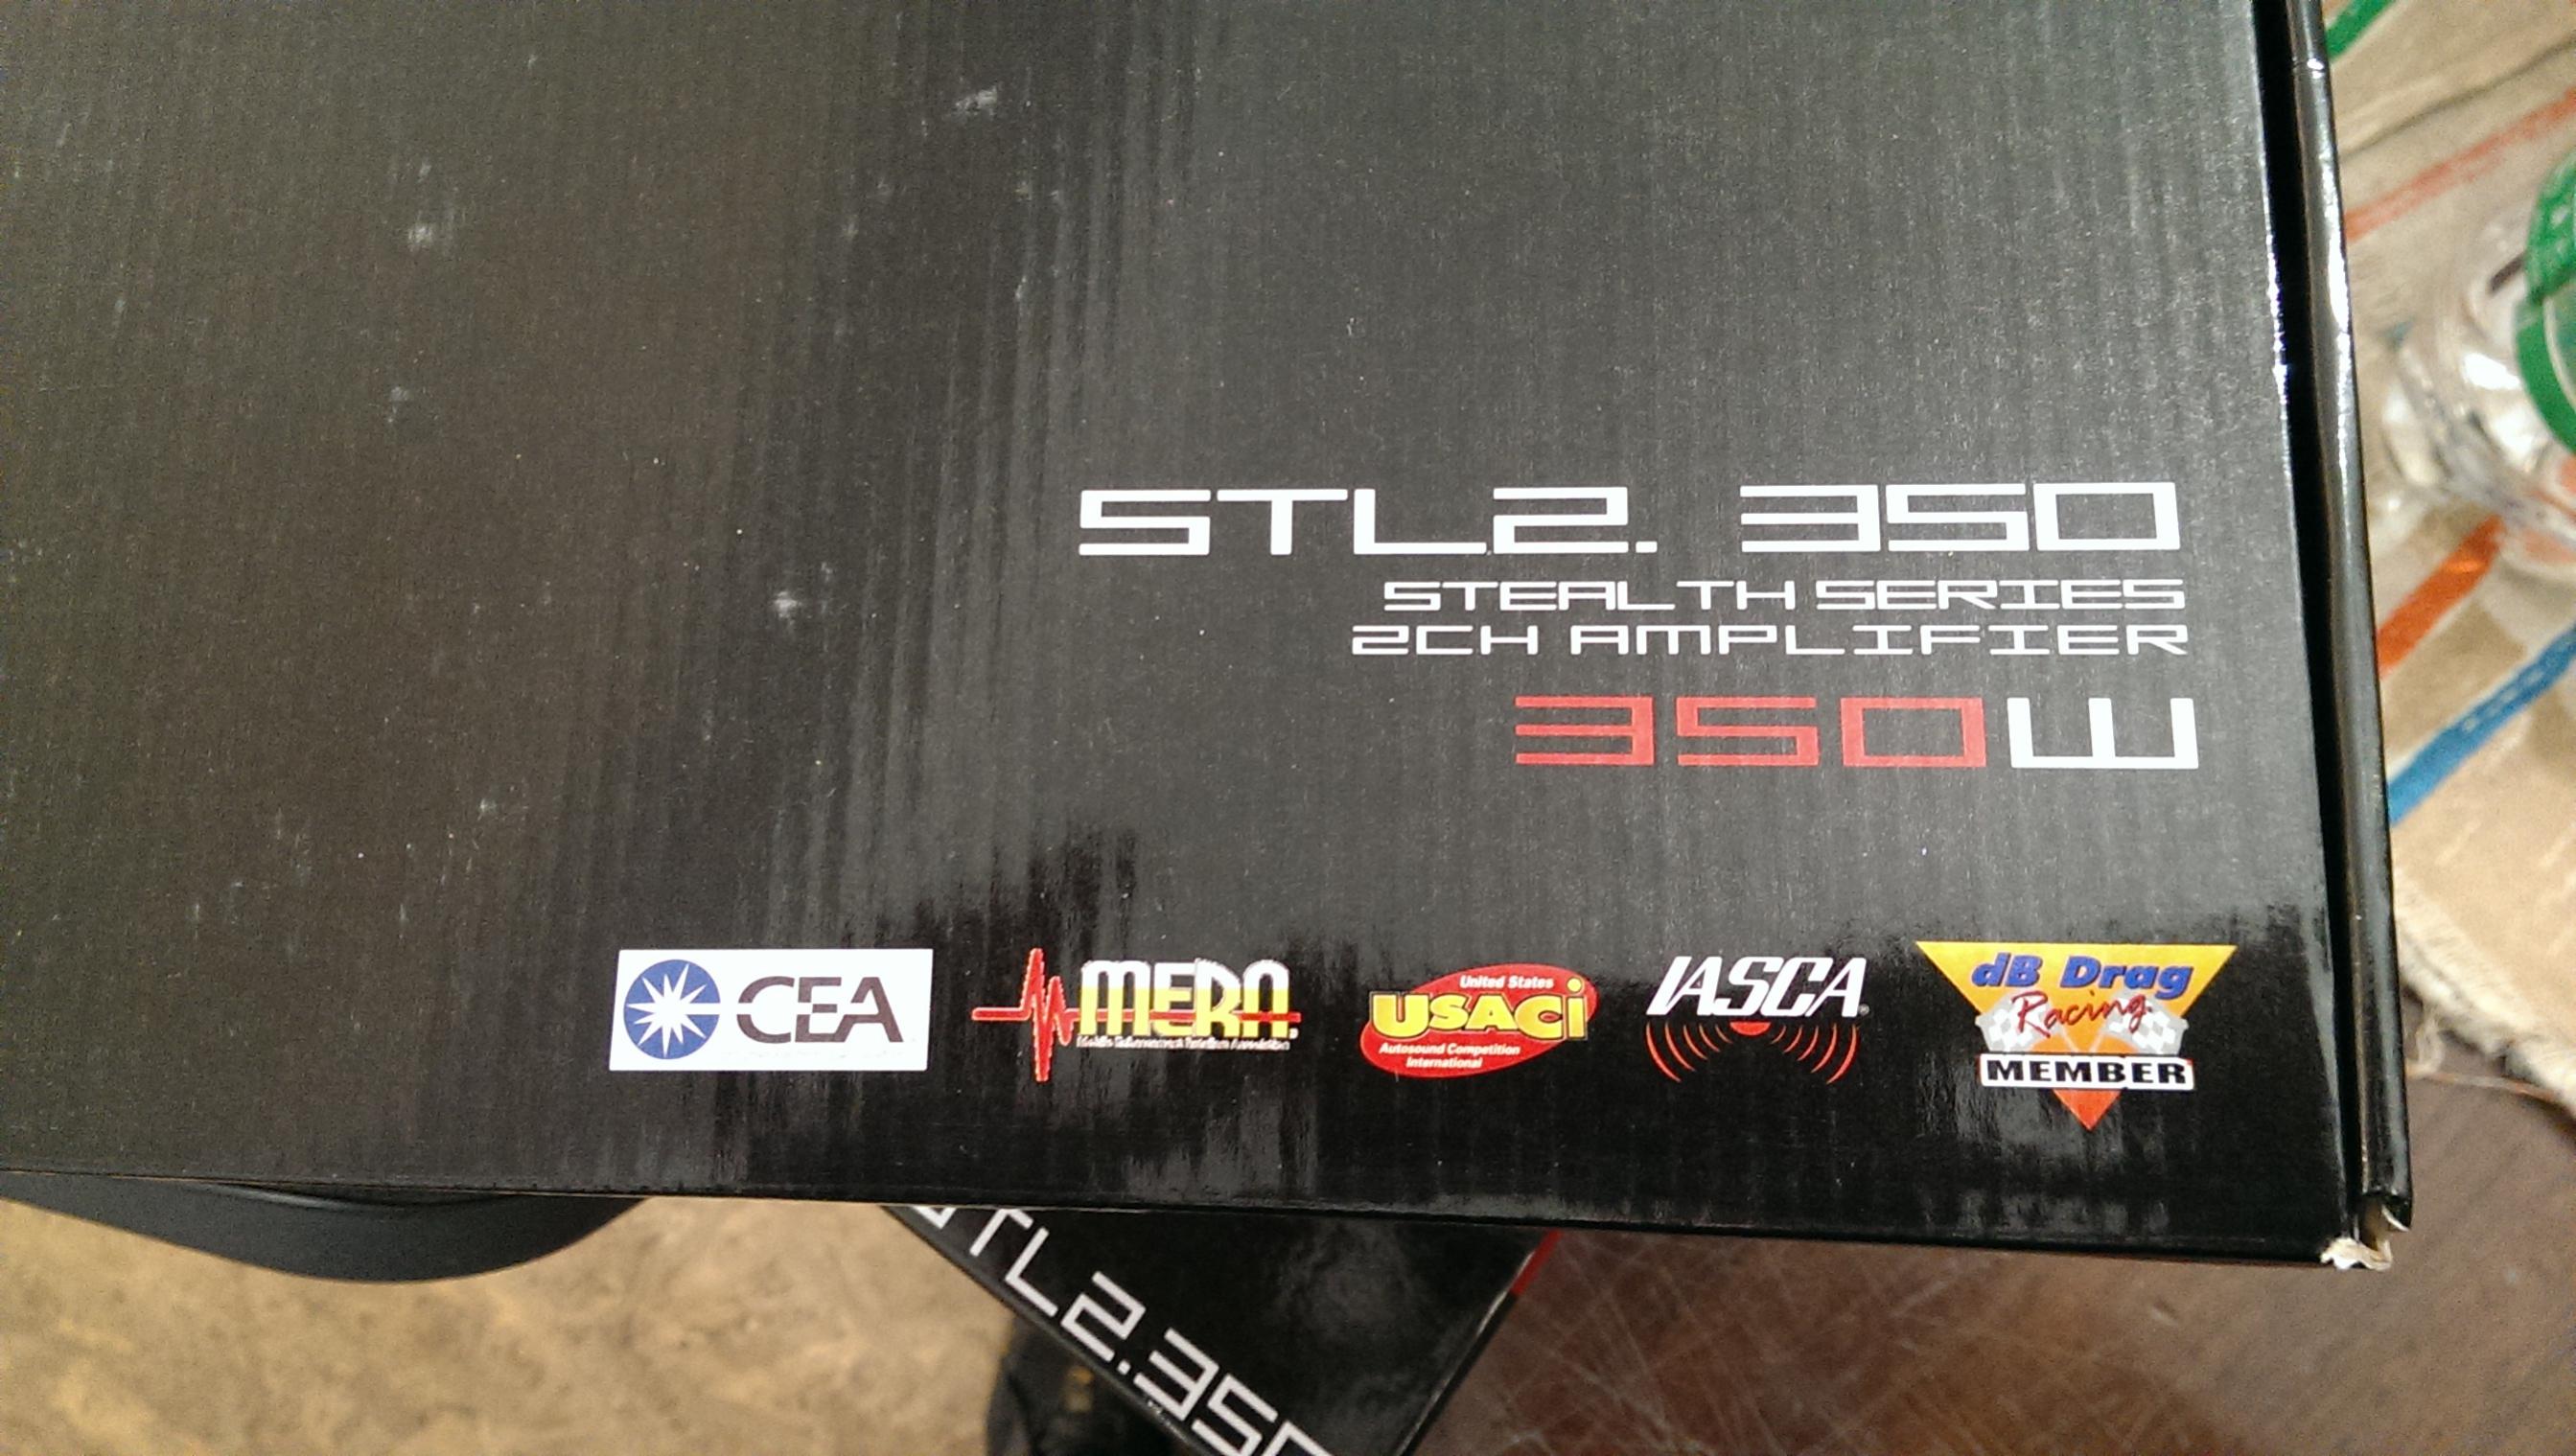 STL2. 350
STEALTH SERIES
2CH AMPLIFIER
350W
CEA
MERA
United States
USACi
Autosound Competition
International
IASCA
dB Drag
Racing
MEMBER
STL2.350